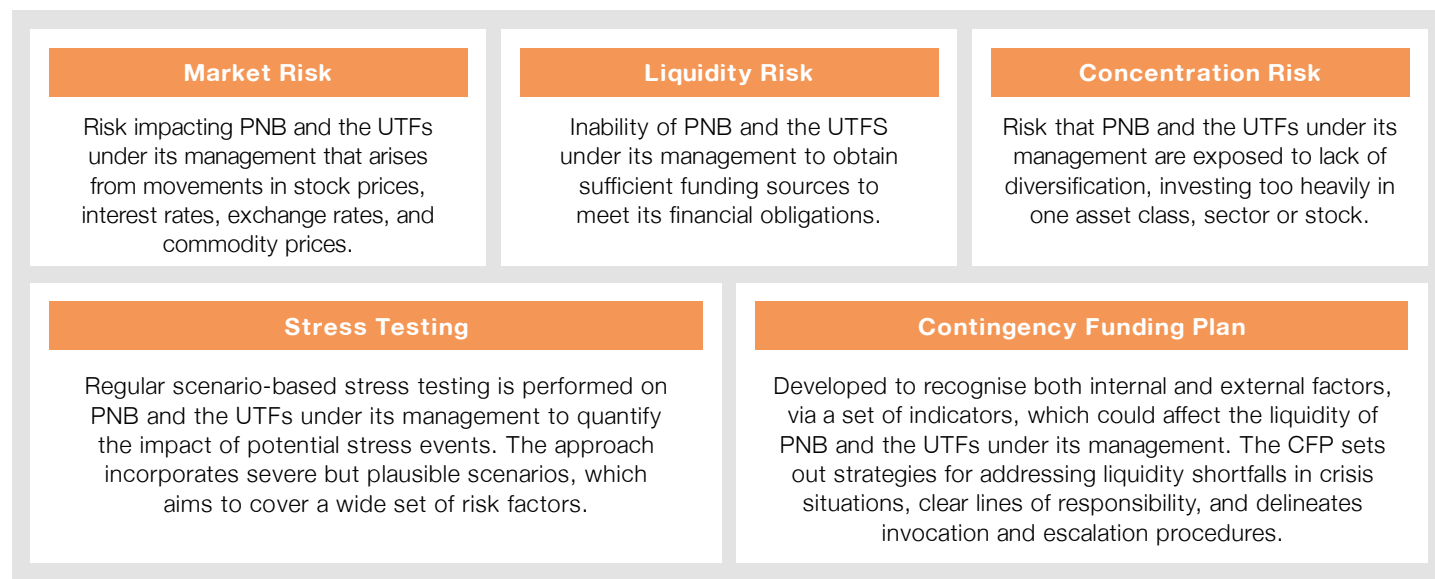 Market Risk
Risk impacting PNB and the UTFs
under its management that arises
from movements in stock prices,
interest rates, exchange rates, and
commodity prices.
Liquidity Risk
Inability of PNB and the UTFS
under its management to obtain
sufficient funding sources to
meet its financial obligations.
Concentration Risk
Risk that PNB and the UTFs under its
management are exposed to lack of
diversification, investing too heavily in
one asset class, sector or stock.
Stress Testing
Regular scenario-based stress testing is performed on
PNB and the UTFs under its management to quantify
the impact of potential stress events. The approach
incorporates severe but plausible scenarios, which
aims to cover a wide set of risk factors.
Contingency Funding Plan
Developed to recognise both internal and external factors,
via a set of indicators, which could affect the liquidity of
PNB and the UTFs under its management. The CFP sets
out strategies for addressing liquidity shortfalls in crisis
situations, clear lines of responsibility, and delineates
invocation and escalation procedures.